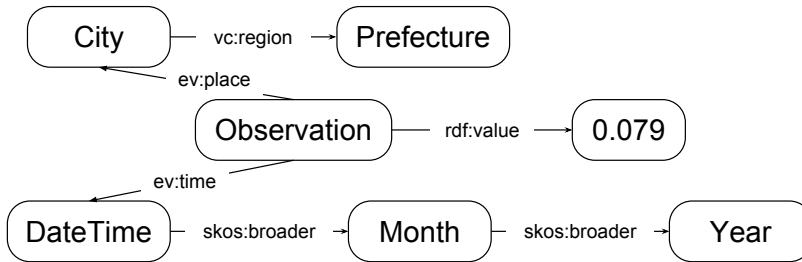 City vc:region Prefecture
ev:place
Observation rdf:value 0.079
ev:time
DateTime skos:broader Month skos:broader Year